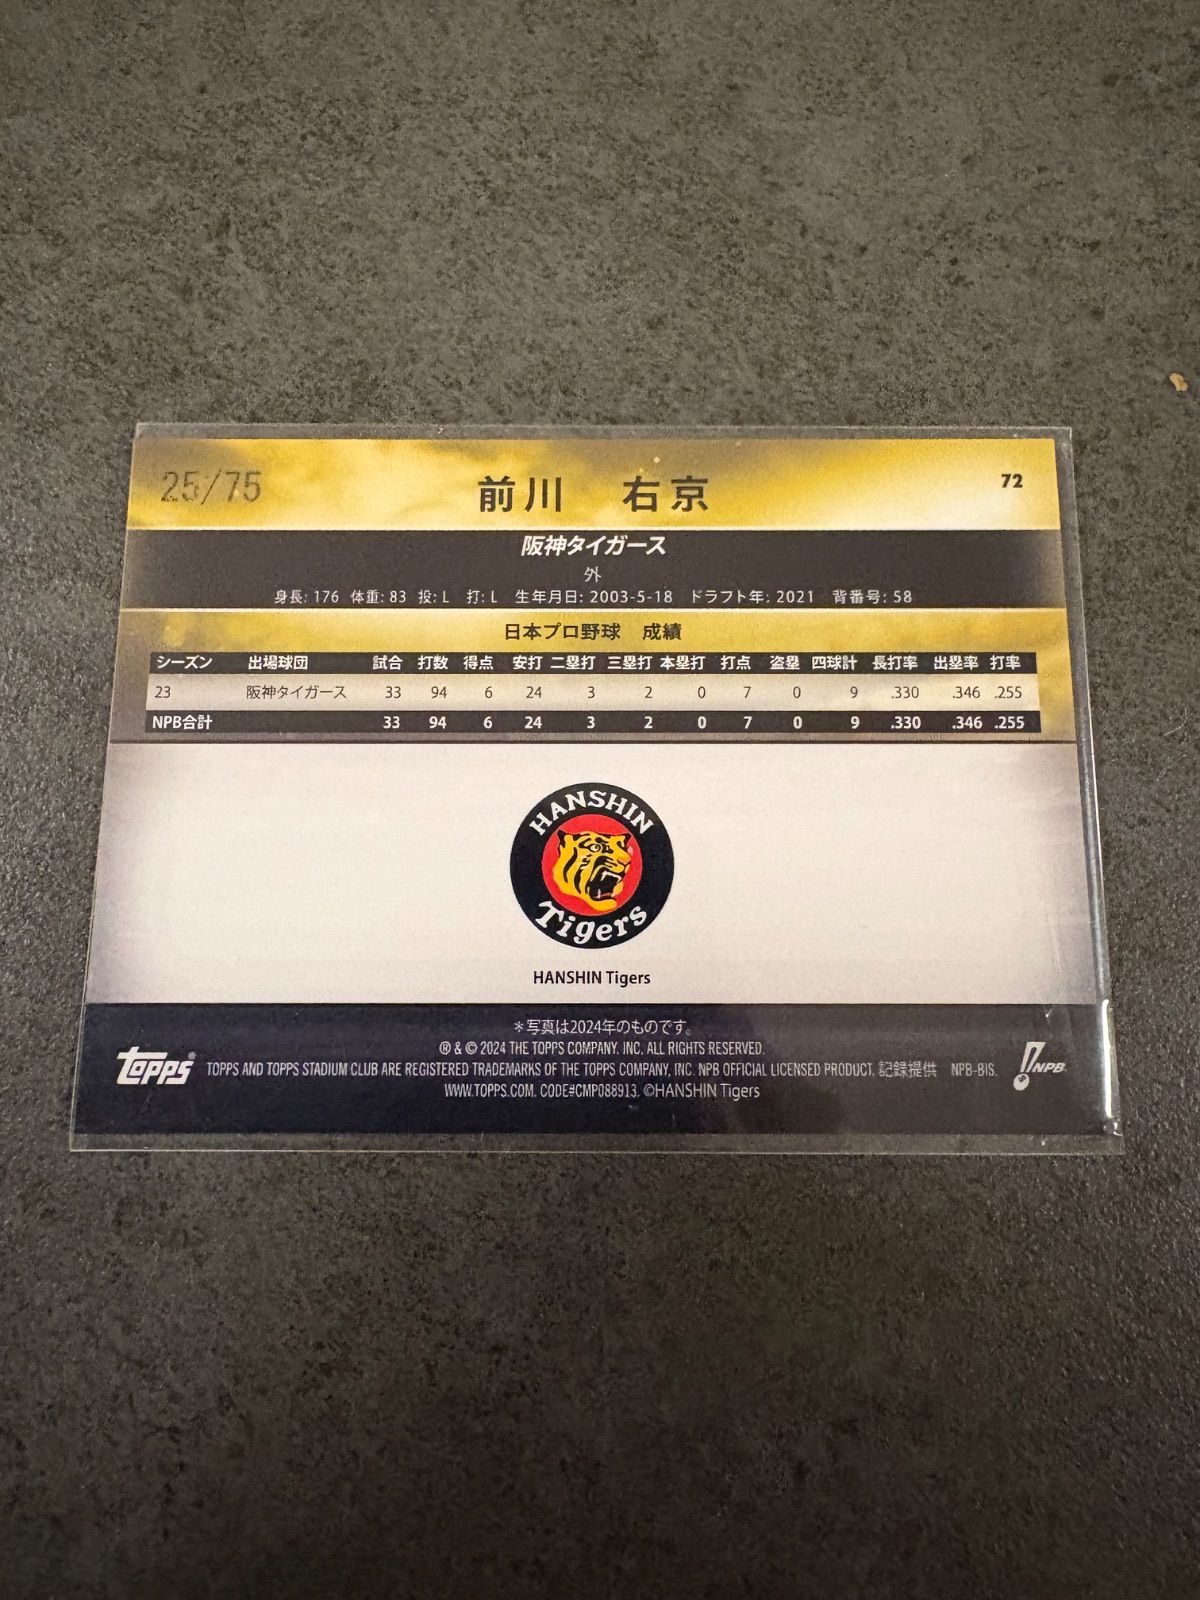 25/75
前川 右京
72
阪神タイガース
外
身長: 176 体重: 83 投: L 打: L 生年月日: 2003-5-18 ドラフト年: 2021 背番号: 58
日本プロ野球 成績
シーズン 出場球団 試合 打数 得点 安打 二塁打 三塁打 本塁打 打点 盗塁 四球計 長打率 出塁率 打率
23 阪神タイガース 33 94 6 24 3 2 0 7 0 9 .330 .346 .255
NPB合計 33 94 6 24 3 2 0 7 0 9 .330 .346 .255
HANSHIN
Tigers
HANSHIN Tigers
＊写真は2024年のものです。
® & © 2024 THE TOPPS COMPANY, INC. ALL RIGHTS RESERVED.
topps® TOPPS AND TOPPS STADIUM CLUB ARE REGISTERED TRADEMARKS OF THE TOPPS COMPANY, INC. NPB OFFICIAL LICENSED PRODUCT. 記録提供 NPB-BIS. NPB
WWW.TOPPS.COM. CODE#CMP088913. ©HANSHIN Tigers